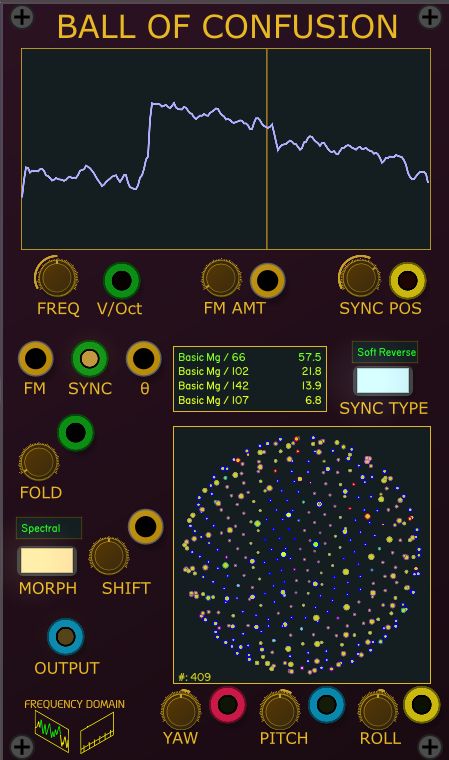 BALL OF CONFUSION
FREQ V/Oct FM AMT SYNC POS
FM SYNC θ
Basic Mg / 66 57.5
Basic Mg / 102 21.8
Basic Mg / 142 13.9
Basic Mg / 107 6.8
Soft Reverse
SYNC TYPE
FOLD
Spectral
MORPH SHIFT
OUTPUT
#: 409
FREQUENCY DOMAIN
YAW PITCH ROLL